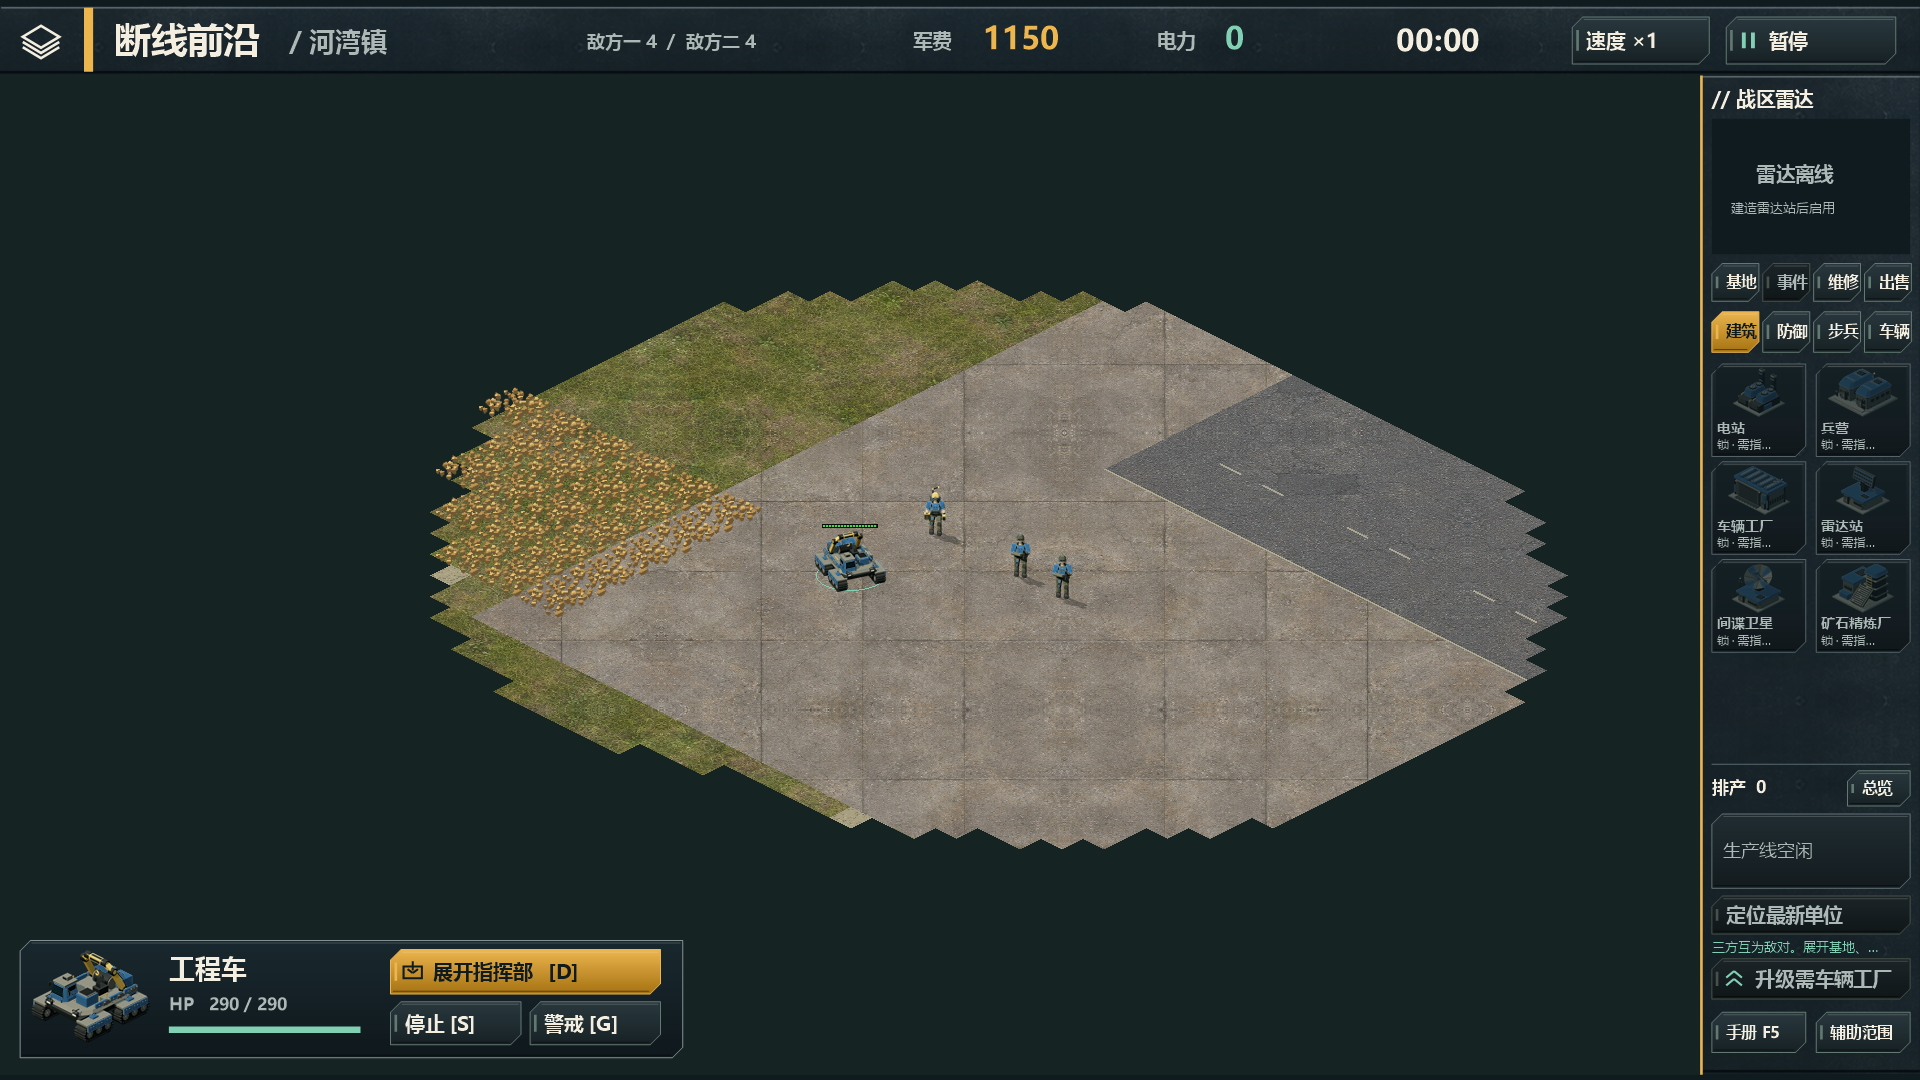 断线前沿 / 河湾镇
敌方一 4 / 敌方二 4
军费 1150
电力 0
00:00
速度 ×1
暂停
// 战区雷达
雷达离线
建造雷达站后启用
基地 事件 维修 出售
建筑 防御 步兵 车辆
电站 兵营
锁 · 需指... 锁 · 需指...
车辆工厂 雷达站
锁 · 需指... 锁 · 需指...
间谍卫星 矿石精炼厂
锁 · 需指... 锁 · 需指...
排产 0 总览
生产线空闲
定位最新单位
三方互为敌对。展开基地、...
升级需车辆工厂
手册 F5 辅助范围
工程车
HP 290 / 290
展开指挥部 [D]
停止 [S] 警戒 [G]